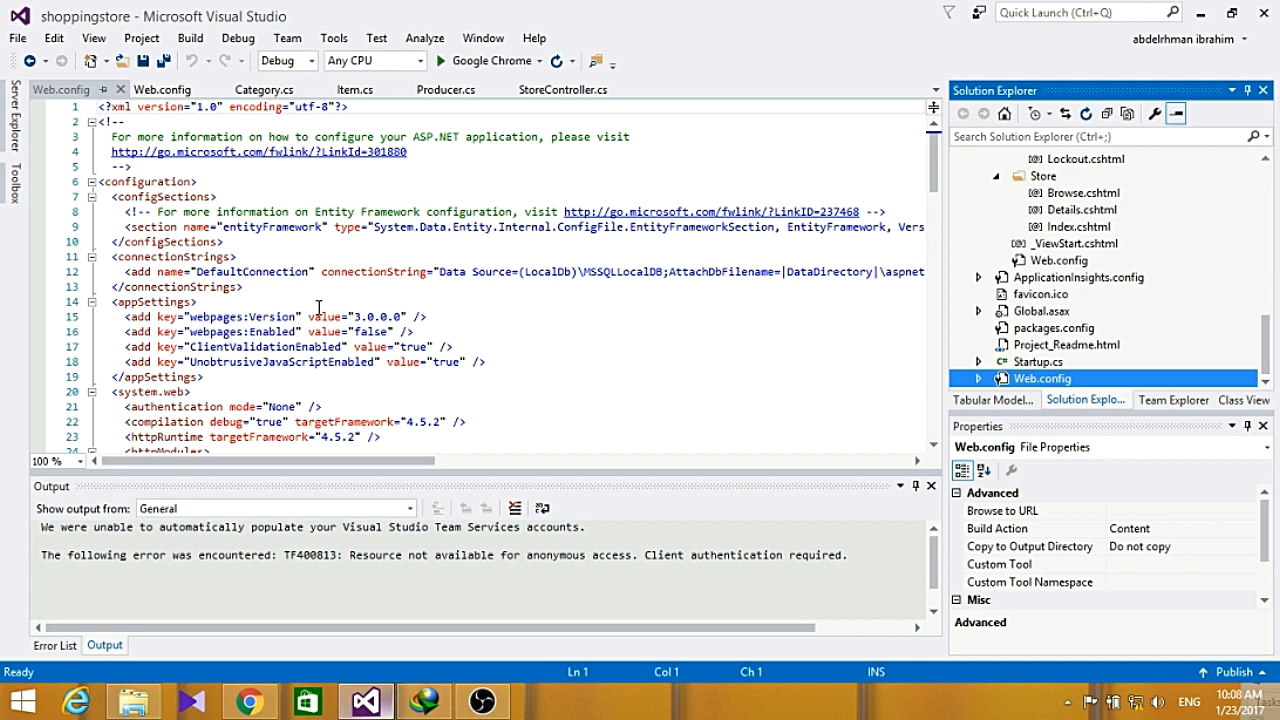 shoppingstore - Microsoft Visual Studio
Quick Launch (Ctrl+Q)
File Edit View Project Build Debug Team Tools Test Analyze Window Help
abdelrhman ibrahim
Debug Any CPU Google Chrome
Server Explorer
Toolbox
Web.config Web.config Category.cs Item.cs Producer.cs StoreController.cs
1 <?xml version="1.0" encoding="utf-8"?>
2 <!--
3 For more information on how to configure your ASP.NET application, please visit
4 http://go.microsoft.com/fwlink/?LinkId=301880
5 -->
6 <configuration>
7 <configSections>
8 <!-- For more information on Entity Framework configuration, visit http://go.microsoft.com/fwlink/?LinkID=237468 -->
9 <section name="entityFramework" type="System.Data.Entity.Internal.ConfigFile.EntityFrameworkSection, EntityFramework, Vers
10 </configSections>
11 <connectionStrings>
12 <add name="DefaultConnection" connectionString="Data Source=(LocalDb)\MSSQLLocalDB;AttachDbFilename=|DataDirectory|\aspnet
13 </connectionStrings>
14 <appSettings>
15 <add key="webpages:Version" value="3.0.0.0" />
16 <add key="webpages:Enabled" value="false" />
17 <add key="ClientValidationEnabled" value="true" />
18 <add key="UnobtrusiveJavaScriptEnabled" value="true" />
19 </appSettings>
20 <system.web>
21 <authentication mode="None" />
22 <compilation debug="true" targetFramework="4.5.2" />
23 <httpRuntime targetFramework="4.5.2" />
24 <httpModules>
100 %
Output
Show output from: General
We were unable to automatically populate your Visual Studio Team Services accounts.
The following error was encountered: TF400813: Resource not available for anonymous access. Client authentication required.
Error List Output
Solution Explorer
Search Solution Explorer (Ctrl+;)
Lockout.cshtml
Store
Browse.cshtml
Details.cshtml
Index.cshtml
_ViewStart.cshtml
Web.config
ApplicationInsights.config
favicon.ico
Global.asax
packages.config
Project_Readme.html
Startup.cs
Web.config
Tabular Model... Solution Explo... Team Explorer Class View
Properties
Web.config File Properties
Advanced
Browse to URL
Build Action Content
Copy to Output Directory Do not copy
Custom Tool
Custom Tool Namespace
Misc
Advanced
Ready Ln 1 Col 1 Ch 1 INS Publish
ENG
10:08 AM
1/23/2017